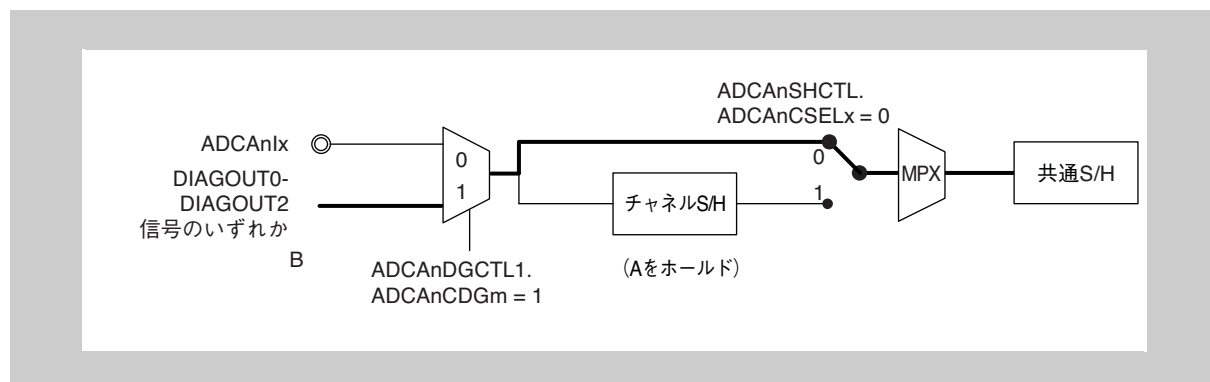 ADCAnSHCTL.
ADCAnCSELx = 0
ADCAnIx
0
1
DIAGOUT0-
DIAGOUT2
信号のいずれか
B
ADCAnDGCTL1.
ADCAnCDGm = 1
チャネルS/H
(Aをホールド)
0
1
MPX
共通S/H